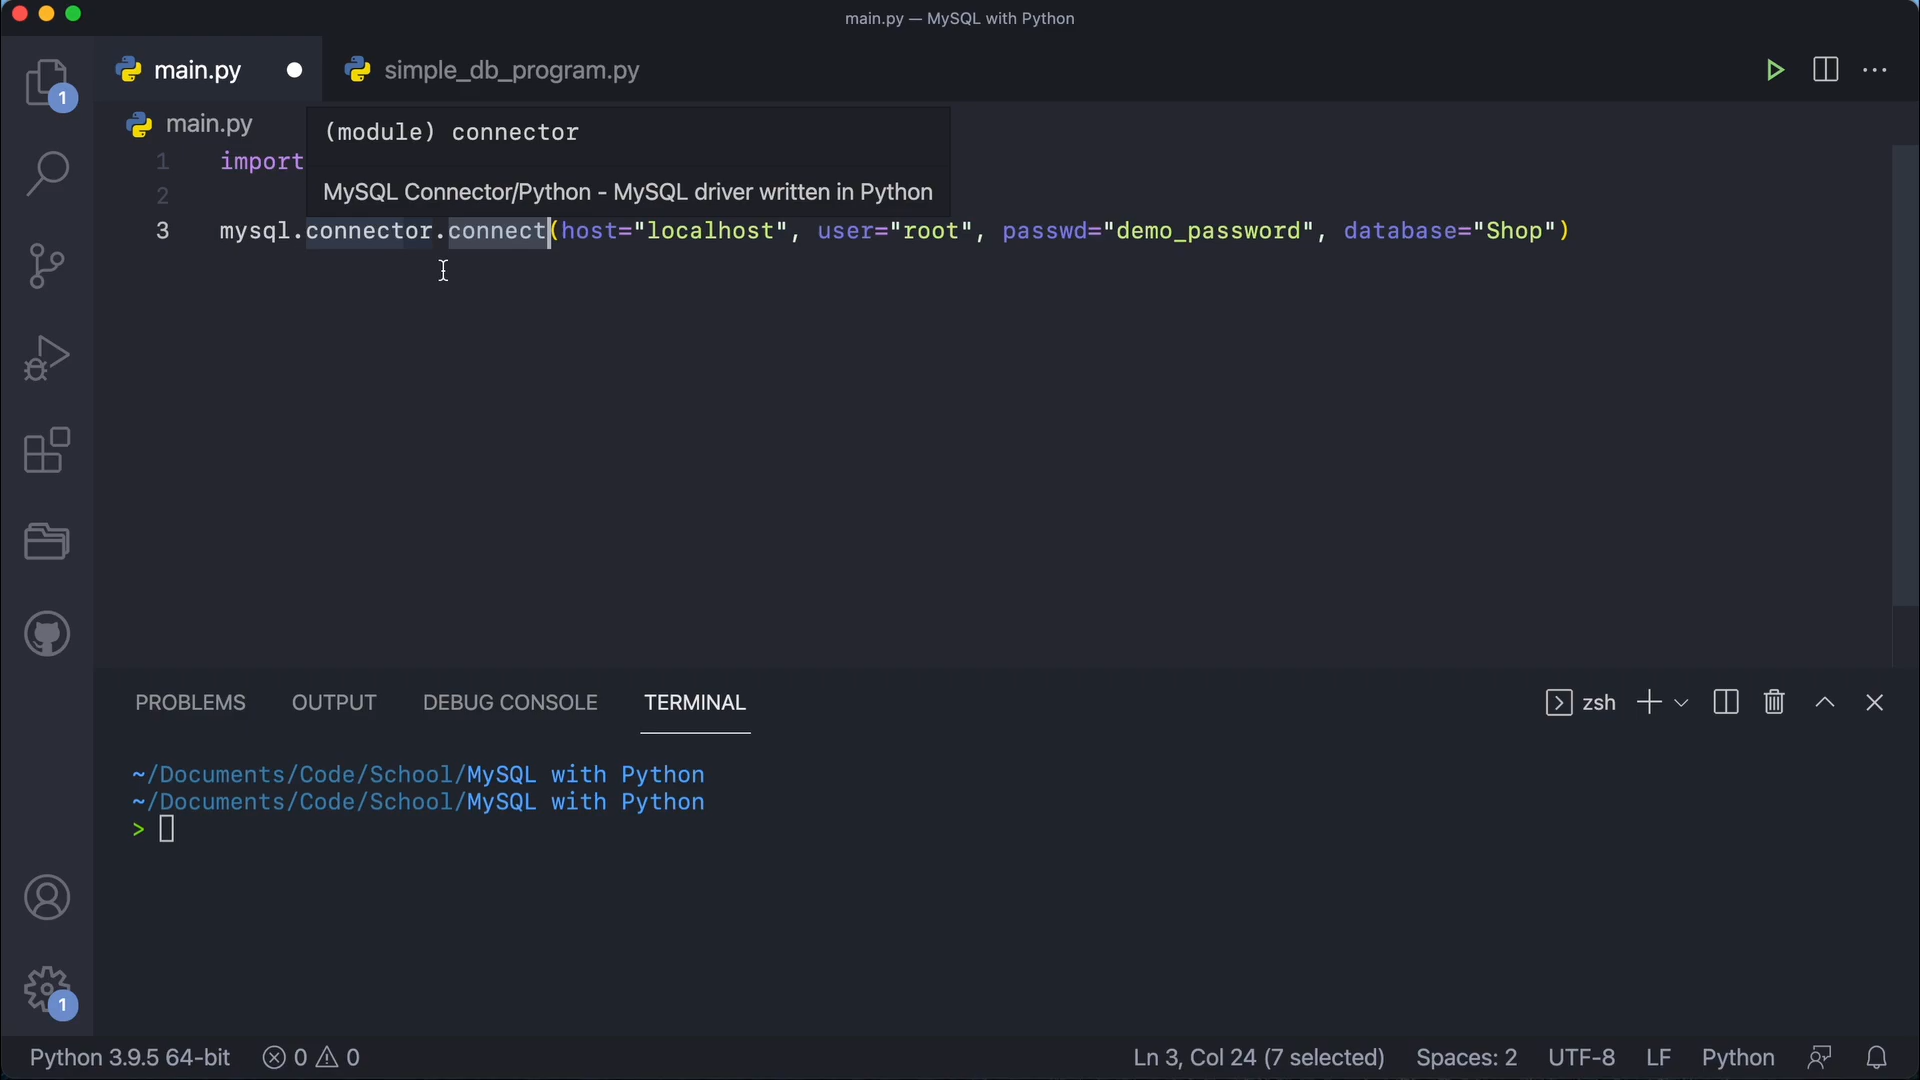 main.py — MySQL with Python
main.py
simple_db_program.py
main.py
(module) connector
MySQL Connector/Python - MySQL driver written in Python
1 import
2
3 mysql.connector.connect(host="localhost", user="root", passwd="demo_password", database="Shop")
1
PROBLEMS OUTPUT DEBUG CONSOLE TERMINAL
zsh
~/Documents/Code/School/MySQL with Python
~/Documents/Code/School/MySQL with Python
>
1
Python 3.9.5 64-bit 0 0 Ln 3, Col 24 (7 selected) Spaces: 2 UTF-8 LF Python